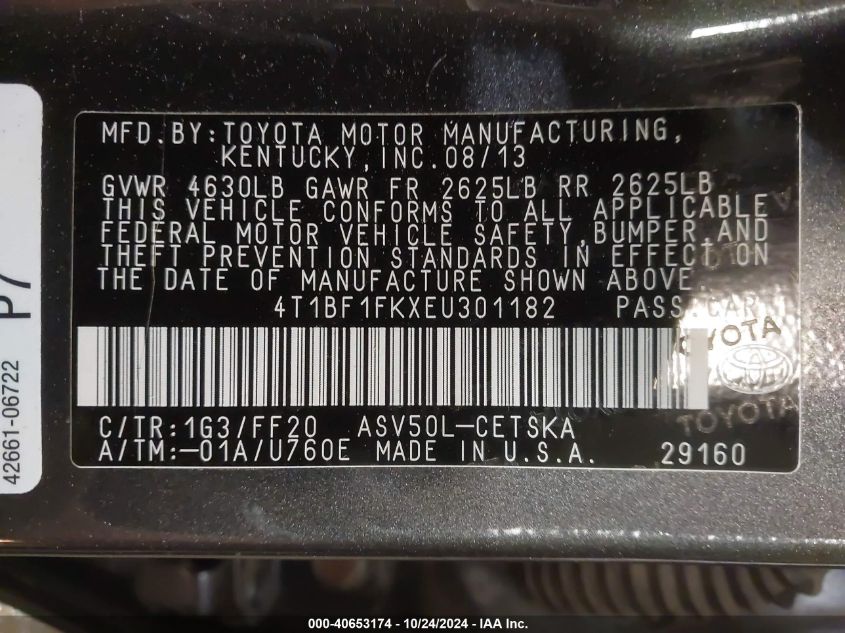 MFD. BY: TOYOTA MOTOR MANUFACTURING,
KENTUCKY, INC. 08/13
GVWR 4630LB GAWR FR 2625LB RR 2625LB
THIS VEHICLE CONFORMS TO ALL APPLICABLE
FEDERAL MOTOR VEHICLE SAFETY, BUMPER, AND
THEFT PREVENTION STANDARDS IN EFFECT ON
THE DATE OF MANUFACTURE SHOWN ABOVE.
4T1BF1FKXEU301182 PASS. CAR
TOYOTA
TOYOTA
C/TR: 1G3/FF20 ASV50L-CETSKA
A/TM: -01A/U760E MADE IN U.S.A. 29160
P7
42661-06722
000-40653174 • 10/24/2024 • IAA Inc.